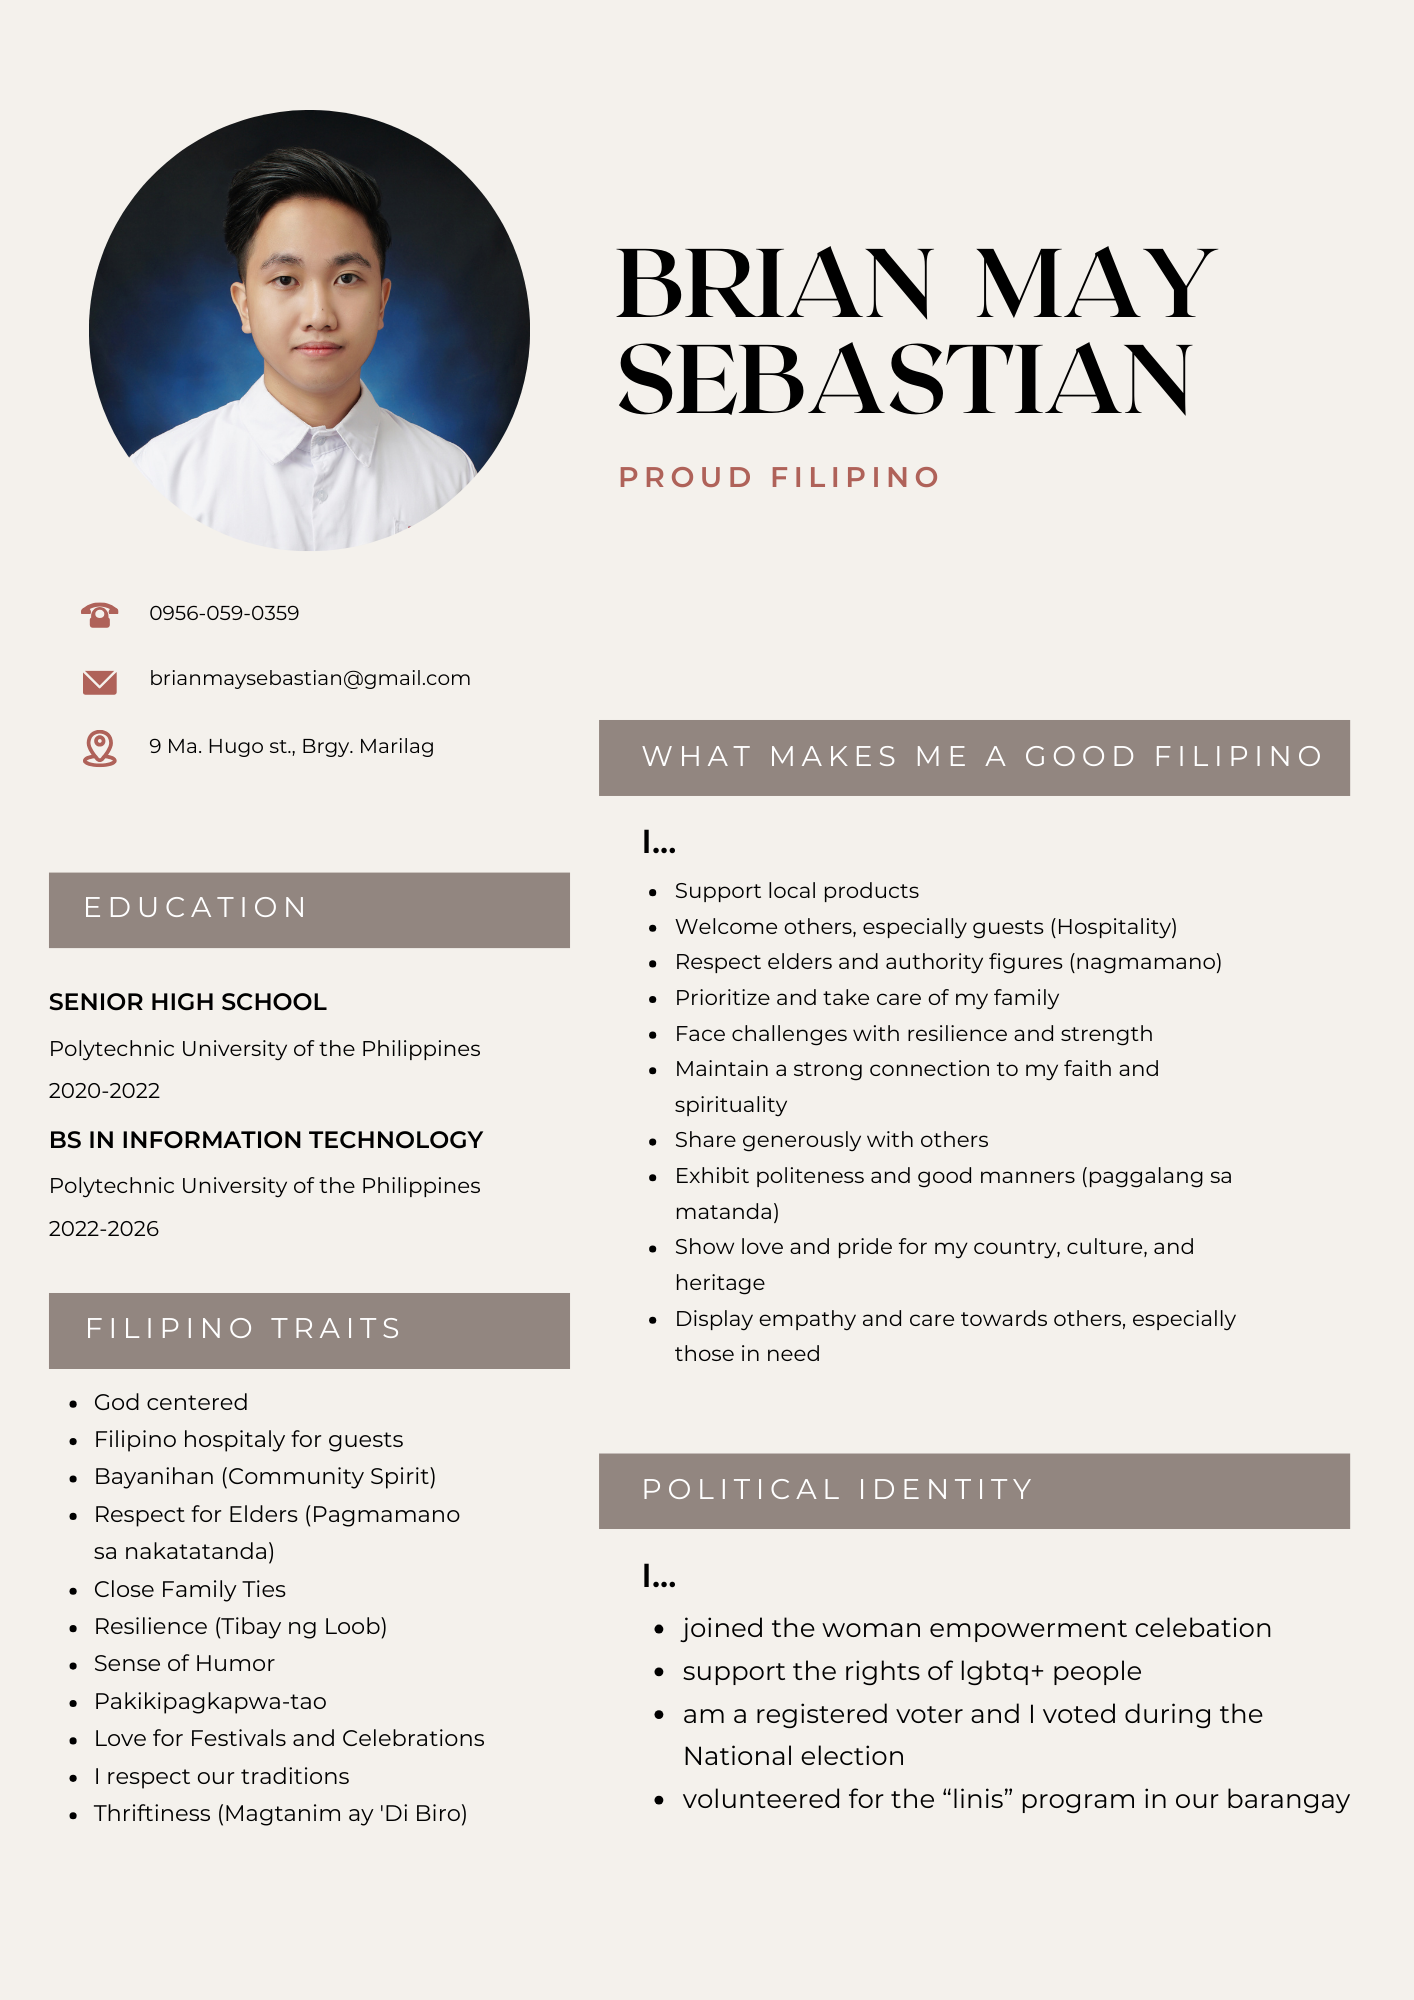 BRIAN MAY
SEBASTIAN
PROUD FILIPINO
0956-059-0359
brianmaysebastian@gmail.com
9 Ma. Hugo st., Brgy. Marilag
EDUCATION
SENIOR HIGH SCHOOL
Polytechnic University of the Philippines
2020-2022
BS IN INFORMATION TECHNOLOGY
Polytechnic University of the Philippines
2022-2026
FILIPINO TRAITS
• God centered
• Filipino hospitaly for guests
• Bayanihan (Community Spirit)
• Respect for Elders (Pagmamano
sa nakatatanda)
• Close Family Ties
• Resilience (Tibay ng Loob)
• Sense of Humor
• Pakikipagkapwa-tao
• Love for Festivals and Celebrations
• I respect our traditions
• Thriftiness (Magtanim ay 'Di Biro)
WHAT MAKES ME A GOOD FILIPINO
I...
• Support local products
• Welcome others, especially guests (Hospitality)
• Respect elders and authority figures (nagmamano)
• Prioritize and take care of my family
• Face challenges with resilience and strength
• Maintain a strong connection to my faith and
spirituality
• Share generously with others
• Exhibit politeness and good manners (paggalang sa
matanda)
• Show love and pride for my country, culture, and
heritage
• Display empathy and care towards others, especially
those in need
POLITICAL IDENTITY
I...
• joined the woman empowerment celebation
• support the rights of lgbtq+ people
• am a registered voter and I voted during the
National election
• volunteered for the “linis” program in our barangay